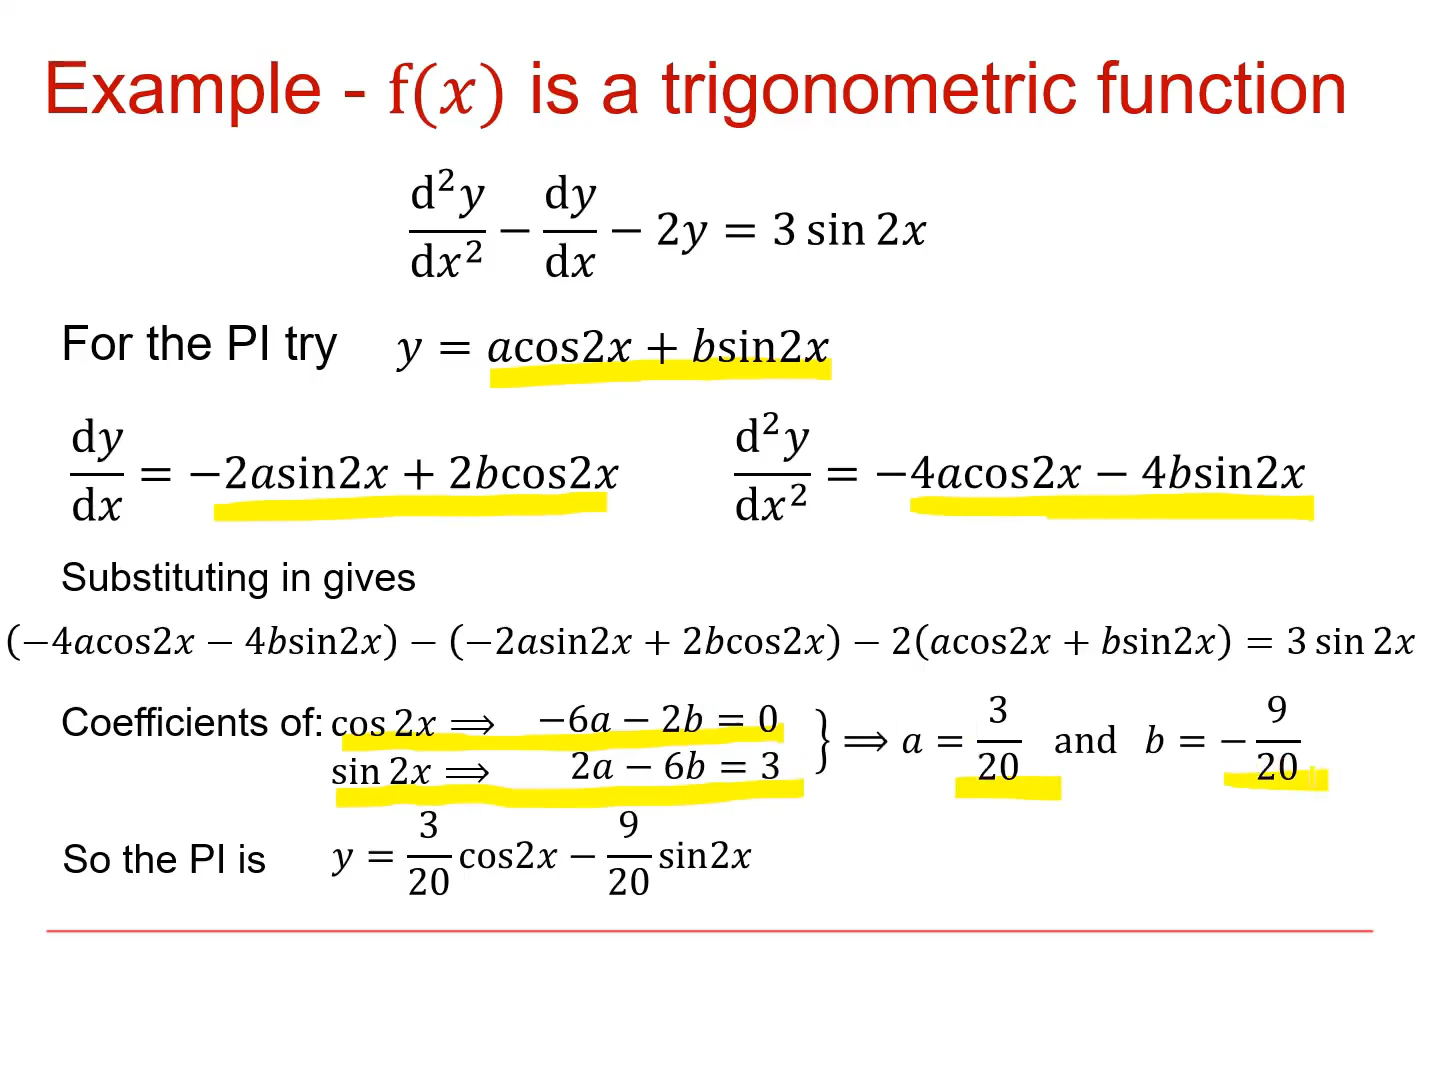 Example - f(x) is a trigonometric function
d²y/dx² − dy/dx − 2y = 3 sin 2x
For the PI try y = acos2x + bsin2x
dy/dx = −2asin2x + 2bcos2x d²y/dx² = −4acos2x − 4bsin2x
Substituting in gives
(−4acos2x − 4bsin2x) − (−2asin2x + 2bcos2x) − 2(acos2x + bsin2x) = 3 sin 2x
Coefficients of: cos 2x ⟹ −6a − 2b = 0
sin 2x ⟹ 2a − 6b = 3 } ⟹ a = 3/20 and b = −9/20
So the PI is y = 3/20 cos2x − 9/20 sin2x